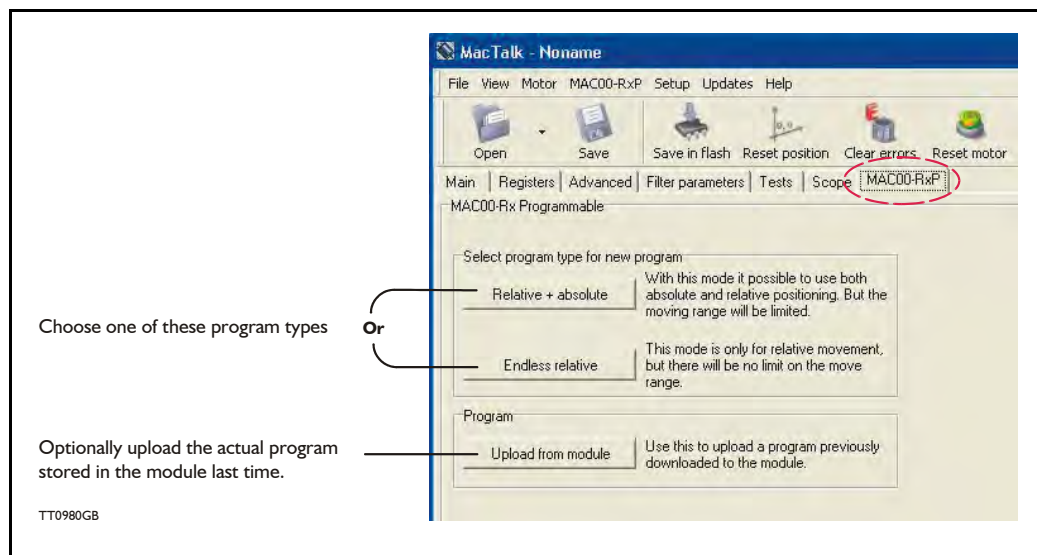 MacTalk - Noname
File View Motor MAC00-RxP Setup Updates Help
Open Save Save in flash Reset position Clear errors Reset motor
Main Registers Advanced Filter parameters Tests Scope MAC00-RxP
MAC00-Rx Programmable
Select program type for new program
Relative + absolute
With this mode it possible to use both
absolute and relative positioning. But the
moving range will be limited.
Choose one of these program types Or
Endless relative
This mode is only for relative movement,
but there will be no limit on the move
range.
Program
Optionally upload the actual program
stored in the module last time.
Upload from module
Use this to upload a program previously
downloaded to the module.
TT0980GB